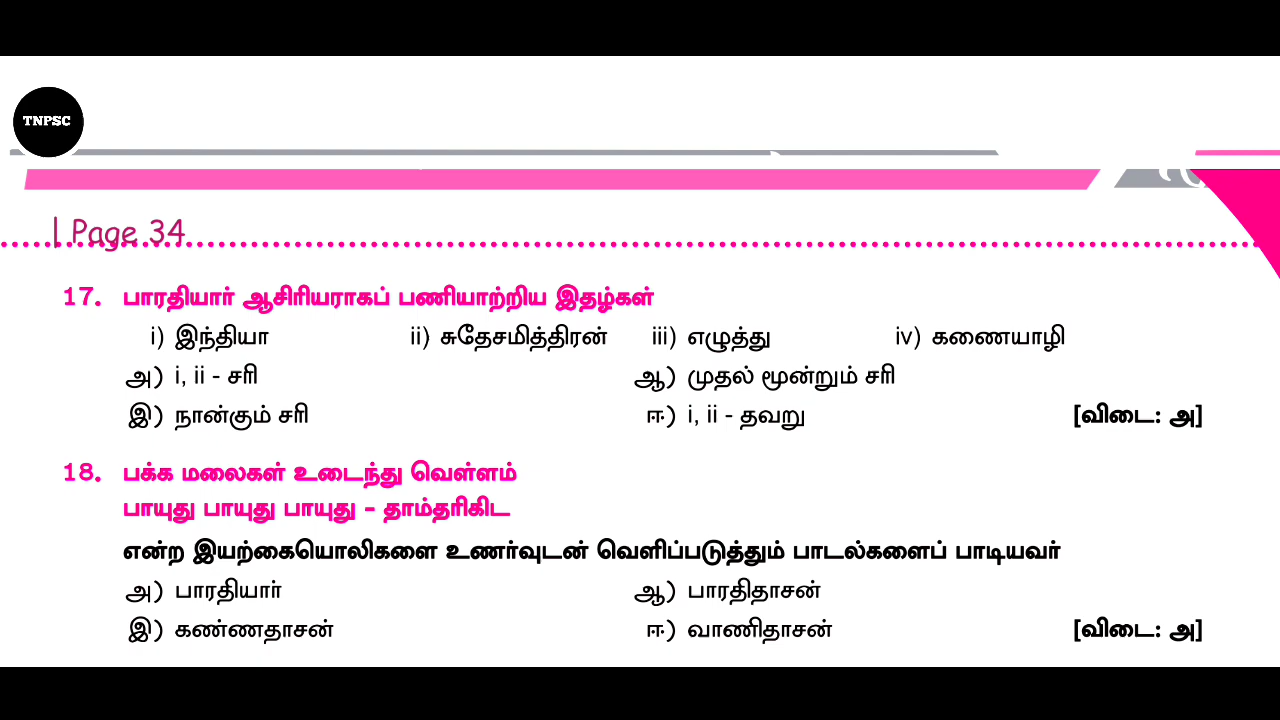 TNPSC
| Page 34
17. பாரதியார் ஆசிரியராகப் பணியாற்றிய இதழ்கள்
i) இந்தியா ii) சுதேசமித்திரன் iii) எழுத்து iv) கணையாழி
அ) i, ii - சரி ஆ) முதல் மூன்றும் சரி
இ) நான்கும் சரி ஈ) i, ii - தவறு [விடை: அ]
18. பக்க மலைகள் உடைந்து வெள்ளம்
பாயுது பாயுது பாயுது - தாம்தரிகிட
என்ற இயற்கையொலிகளை உணர்வுடன் வெளிப்படுத்தும் பாடல்களைப் பாடியவர்
அ) பாரதியார் ஆ) பாரதிதாசன்
இ) கண்ணதாசன் ஈ) வாணிதாசன் [விடை: அ]